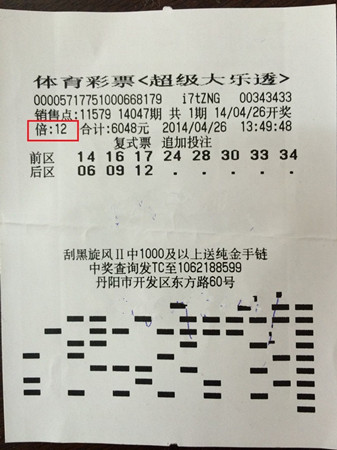 体育彩票<超级大乐透>
00005717751000668179 i7tZNG 00343433
销售点:11579 14047期 共 1期 14/04/26开奖
倍:12 合计:6048元 2014/04/26 13:49:48
复式票 追加投注
前区 14 16 17 24 28 30 33 34
后区 06 09 12
刮黑旋风Ⅱ中1000及以上送纯金手链
中奖查询发TC至1062188599
丹阳市开发区东方路60号